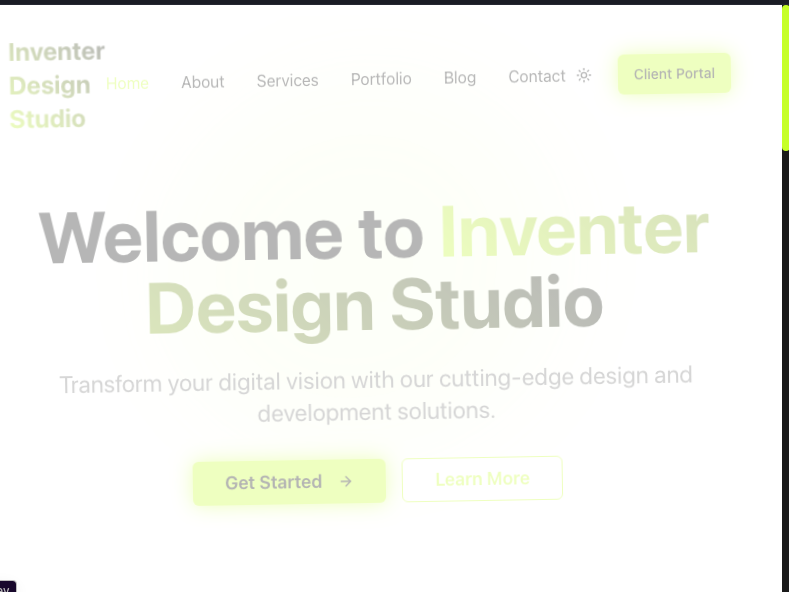 Inventer
Design
Studio
Home About Services Portfolio Blog Contact Client Portal
Welcome to Inventer
Design Studio
Transform your digital vision with our cutting-edge design and
development solutions.
Get Started → Learn More